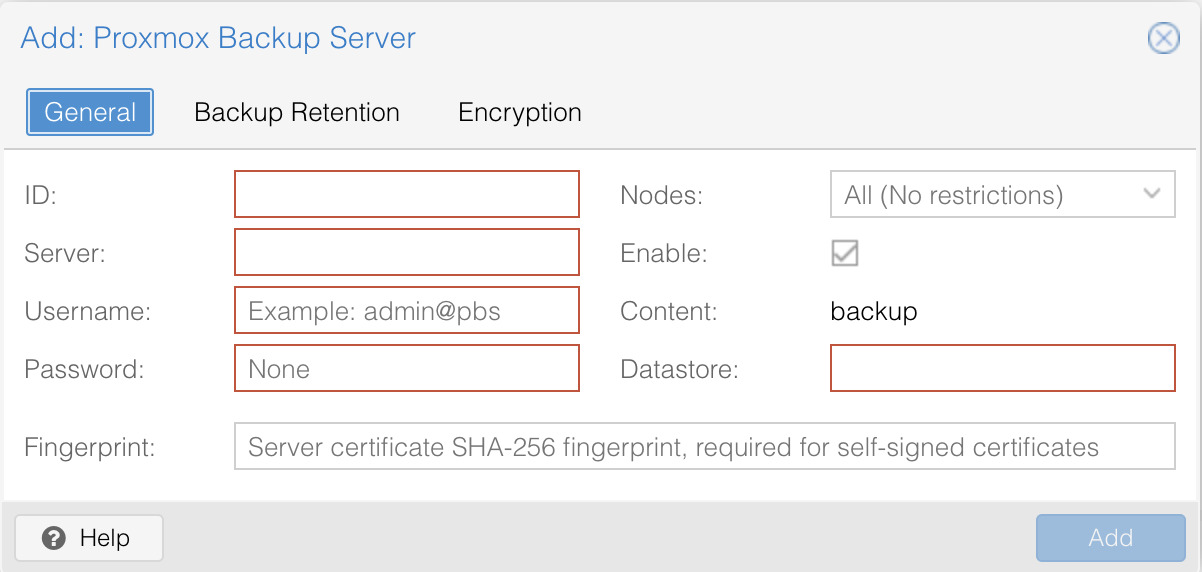 Add: Proxmox Backup Server
General Backup Retention Encryption
ID:
Nodes: All (No restrictions)
Server:
Enable:
Username: Example: admin@pbs
Content: backup
Password: None
Datastore:
Fingerprint: Server certificate SHA-256 fingerprint, required for self-signed certificates
? Help
Add